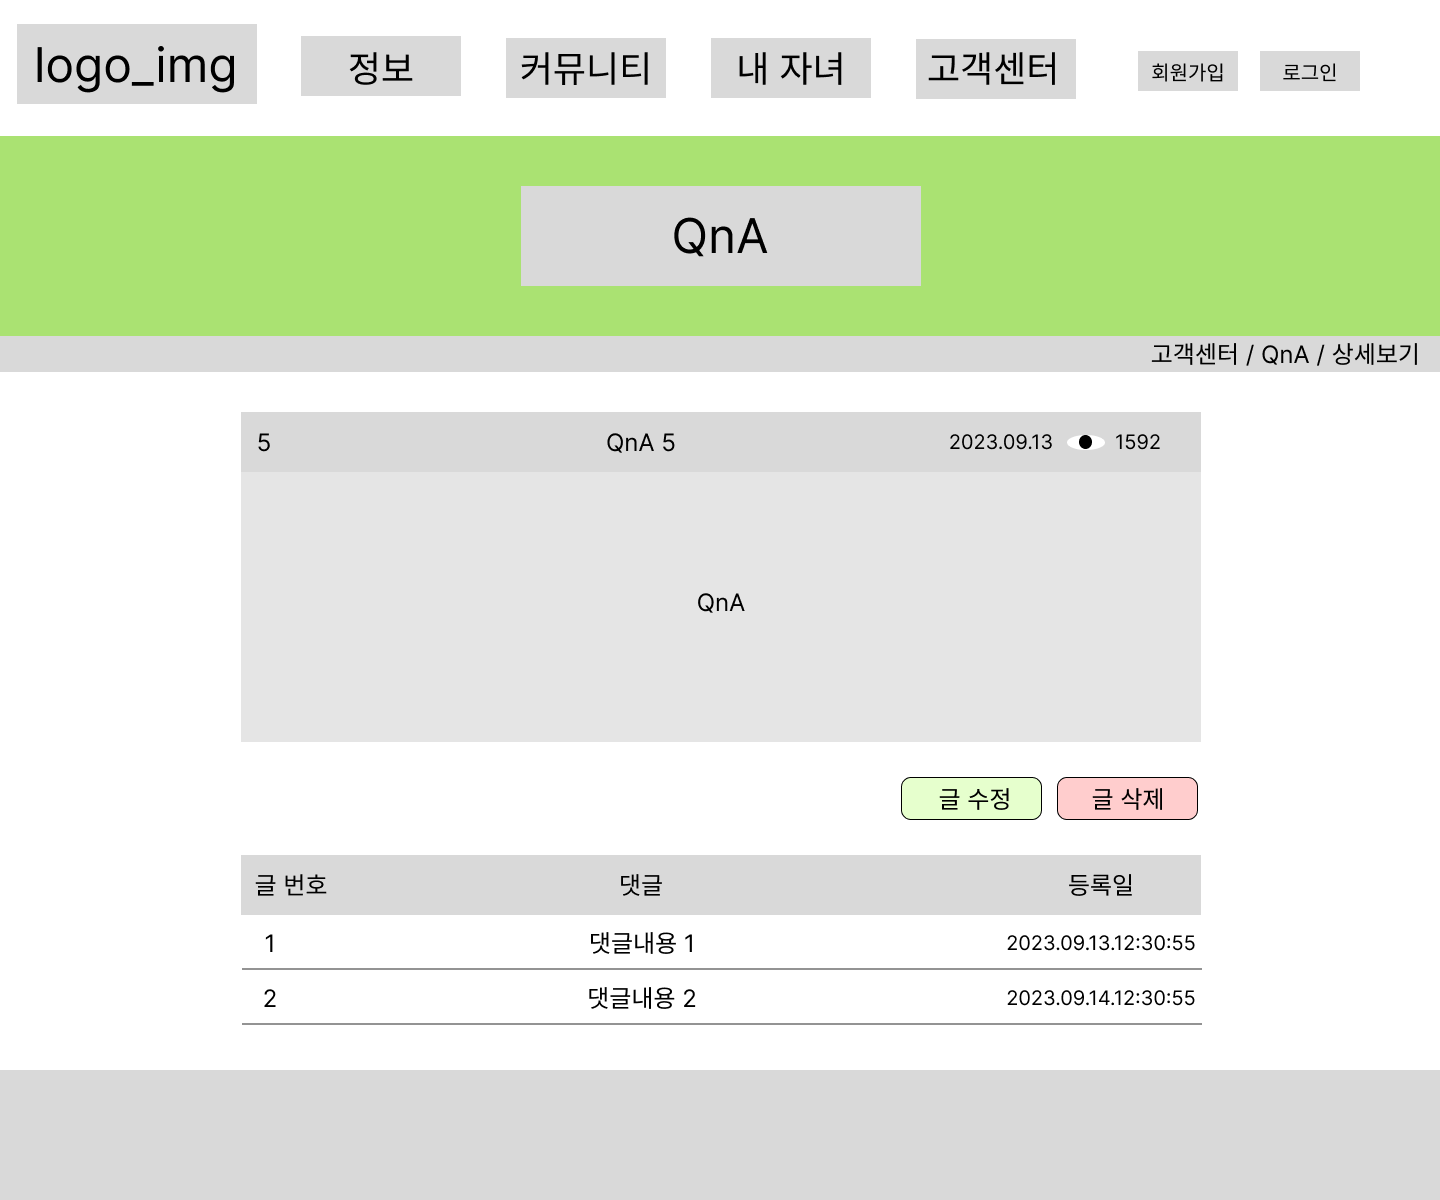 logo_img 정보 커뮤니티 내 자녀 고객센터 회원가입 로그인
QnA
고객센터 / QnA / 상세보기
5 QnA 5 2023.09.13 1592
QnA
글 수정 글 삭제
글 번호 댓글 등록일
1 댓글내용 1 2023.09.13.12:30:55
2 댓글내용 2 2023.09.14.12:30:55